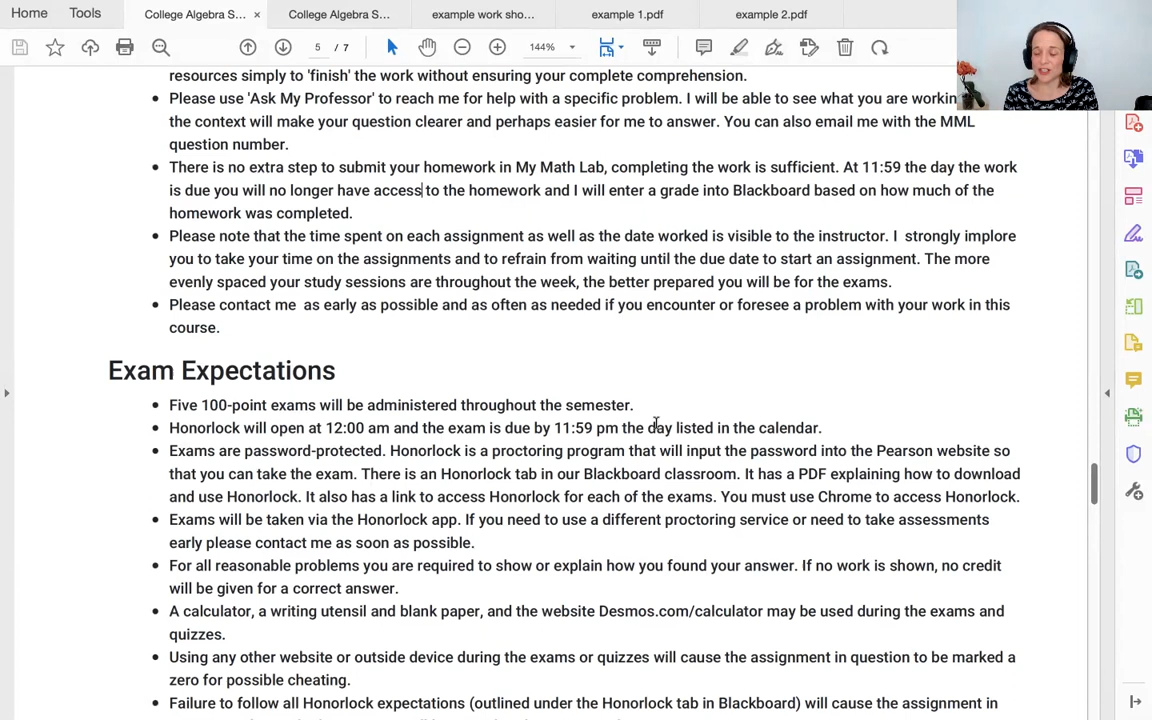 Home Tools College Algebra S... × College Algebra S... example work sho... example 1.pdf example 2.pdf
5 / 7 144%
resources simply to 'finish' the work without ensuring your complete comprehension.
• Please use 'Ask My Professor' to reach me for help with a specific problem. I will be able to see what you are
the context will make your question clearer and perhaps easier for me to answer. You can also email me with the MML
question number.
• There is no extra step to submit your homework in My Math Lab, completing the work is sufficient. At 11:59 the day the work
is due you will no longer have access to the homework and I will enter a grade into Blackboard based on how much of the
homework was completed.
• Please note that the time spent on each assignment as well as the date worked is visible to the instructor. I strongly implore
you to take your time on the assignments and to refrain from waiting until the due date to start an assignment. The more
evenly spaced your study sessions are throughout the week, the better prepared you will be for the exams.
• Please contact me as early as possible and as often as needed if you encounter or foresee a problem with your work in this
course.
Exam Expectations
• Five 100-point exams will be administered throughout the semester.
• Honorlock will open at 12:00 am and the exam is due by 11:59 pm the day listed in the calendar.
• Exams are password-protected. Honorlock is a proctoring program that will input the password into the Pearson website so
that you can take the exam. There is an Honorlock tab in our Blackboard classroom. It has a PDF explaining how to download
and use Honorlock. It also has a link to access Honorlock for each of the exams. You must use Chrome to access Honorlock.
• Exams will be taken via the Honorlock app. If you need to use a different proctoring service or need to take assessments
early please contact me as soon as possible.
• For all reasonable problems you are required to show or explain how you found your answer. If no work is shown, no credit
will be given for a correct answer.
• A calculator, a writing utensil and blank paper, and the website Desmos.com/calculator may be used during the exams and
quizzes.
• Using any other website or outside device during the exams or quizzes will cause the assignment in question to be marked a
zero for possible cheating.
• Failure to follow all Honorlock expectations (outlined under the Honorlock tab in Blackboard) will cause the assignment in